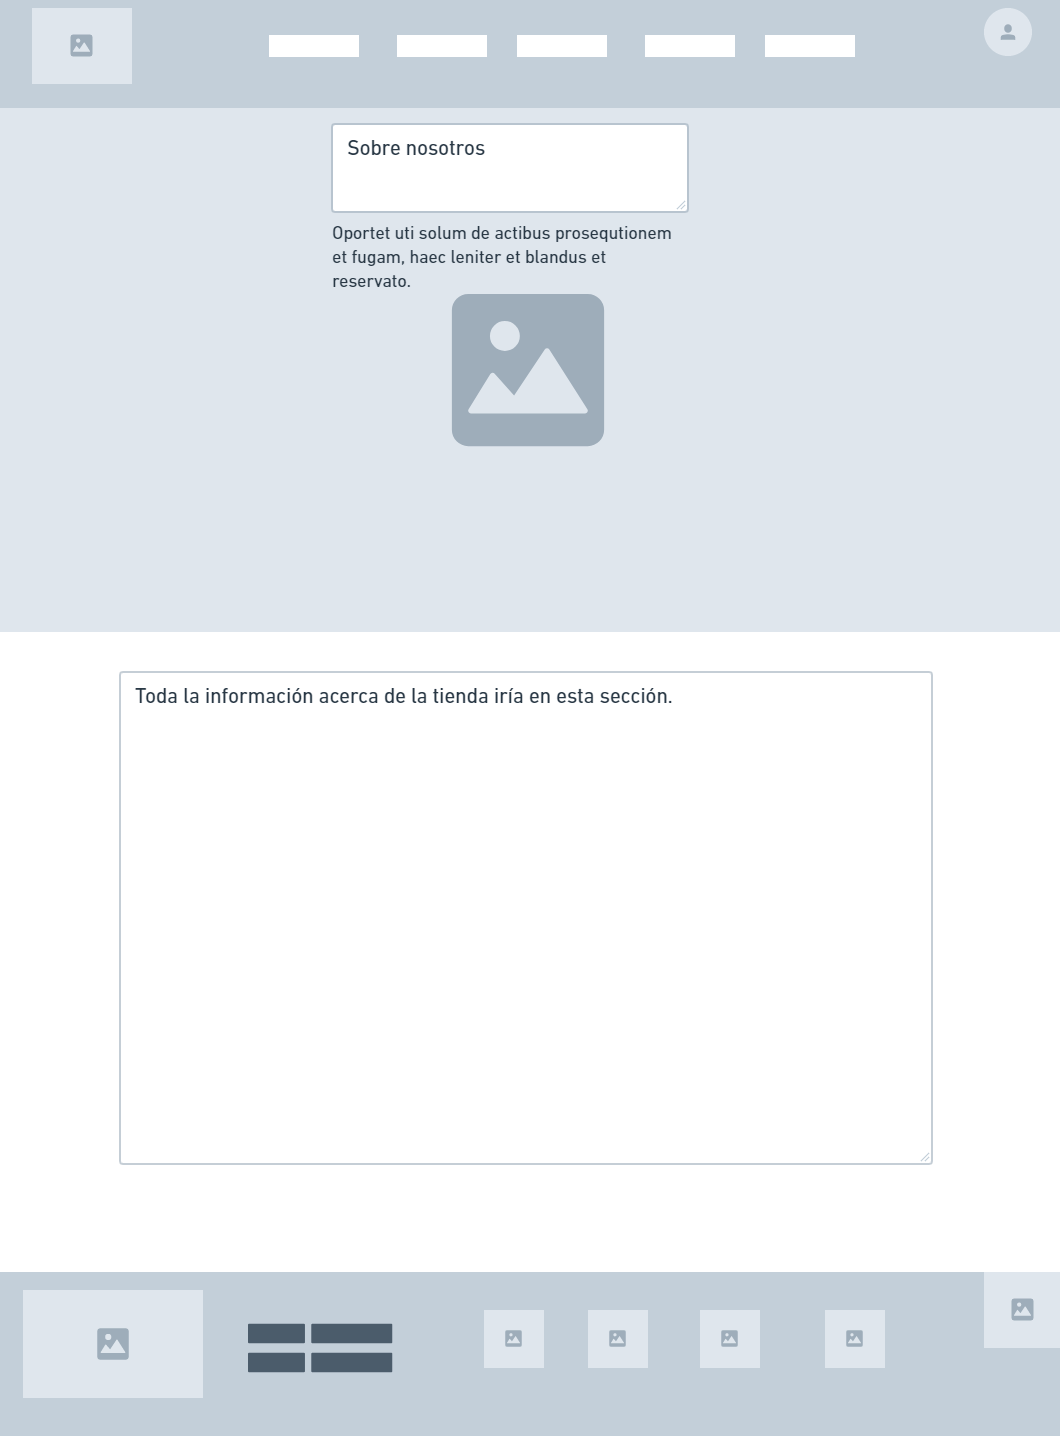 Sobre nosotros
Oportet uti solum de actibus prosequtionem
et fugam, haec leniter et blandus et
reservato.
Toda la información acerca de la tienda iría en esta sección.